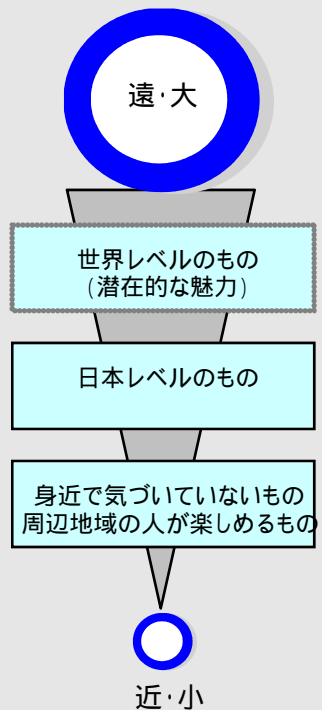 遠・大
世界レベルのもの
(潜在的な魅力)
日本レベルのもの
身近で気づいていないもの
周辺地域の人が楽しめるもの
近・小